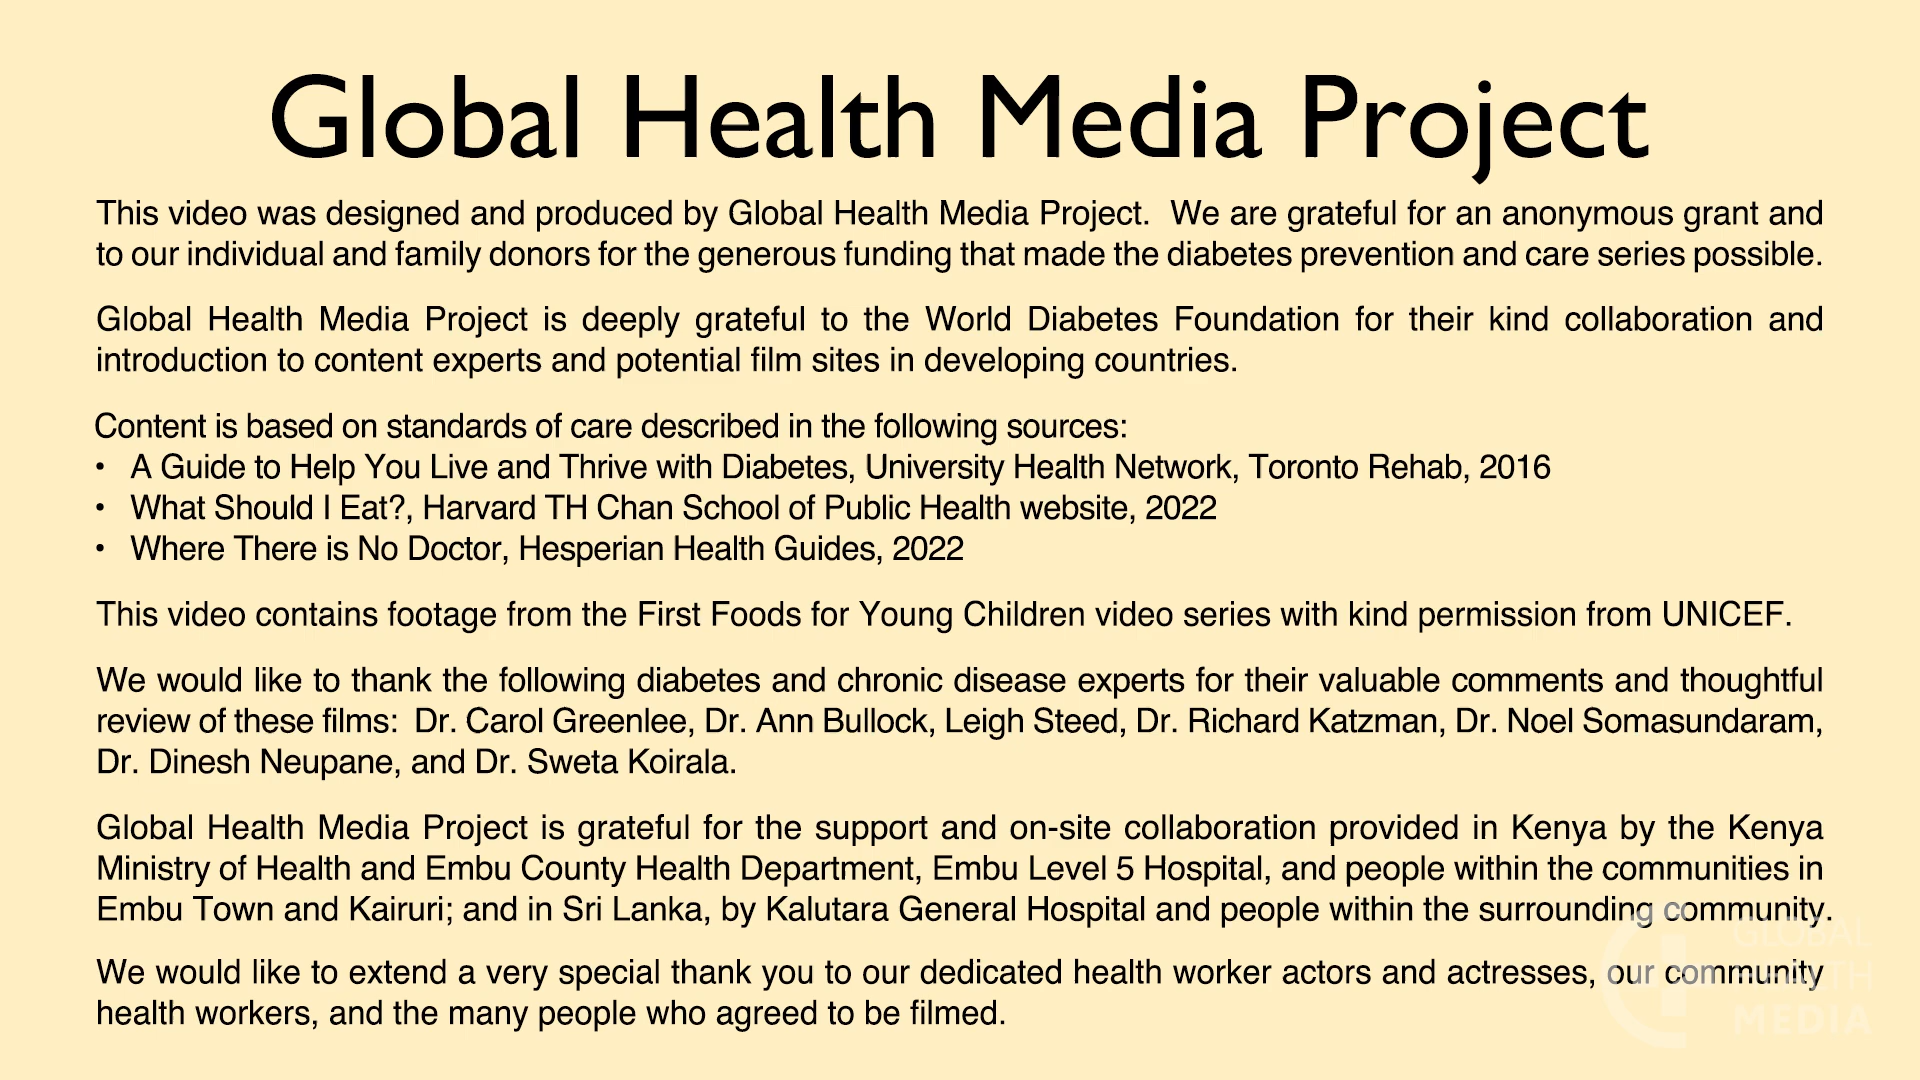 Global Health Media Project
This video was designed and produced by Global Health Media Project.  We are grateful for an anonymous grant and
to our individual and family donors for the generous funding that made the diabetes prevention and care series possible.
Global Health Media Project is deeply grateful to the World Diabetes Foundation for their kind collaboration and
introduction to content experts and potential film sites in developing countries.
Content is based on standards of care described in the following sources:
• A Guide to Help You Live and Thrive with Diabetes, University Health Network, Toronto Rehab, 2016
• What Should I Eat?, Harvard TH Chan School of Public Health website, 2022
• Where There is No Doctor, Hesperian Health Guides, 2022
This video contains footage from the First Foods for Young Children video series with kind permission from UNICEF.
We would like to thank the following diabetes and chronic disease experts for their valuable comments and thoughtful
review of these films:  Dr. Carol Greenlee, Dr. Ann Bullock, Leigh Steed, Dr. Richard Katzman, Dr. Noel Somasundaram,
Dr. Dinesh Neupane, and Dr. Sweta Koirala.
Global Health Media Project is grateful for the support and on-site collaboration provided in Kenya by the Kenya
Ministry of Health and Embu County Health Department, Embu Level 5 Hospital, and people within the communities in
Embu Town and Kairuri; and in Sri Lanka, by Kalutara General Hospital and people within the surrounding community.
We would like to extend a very special thank you to our dedicated health worker actors and actresses, our community
health workers, and the many people who agreed to be filmed.
GLOBAL
HEALTH
MEDIA